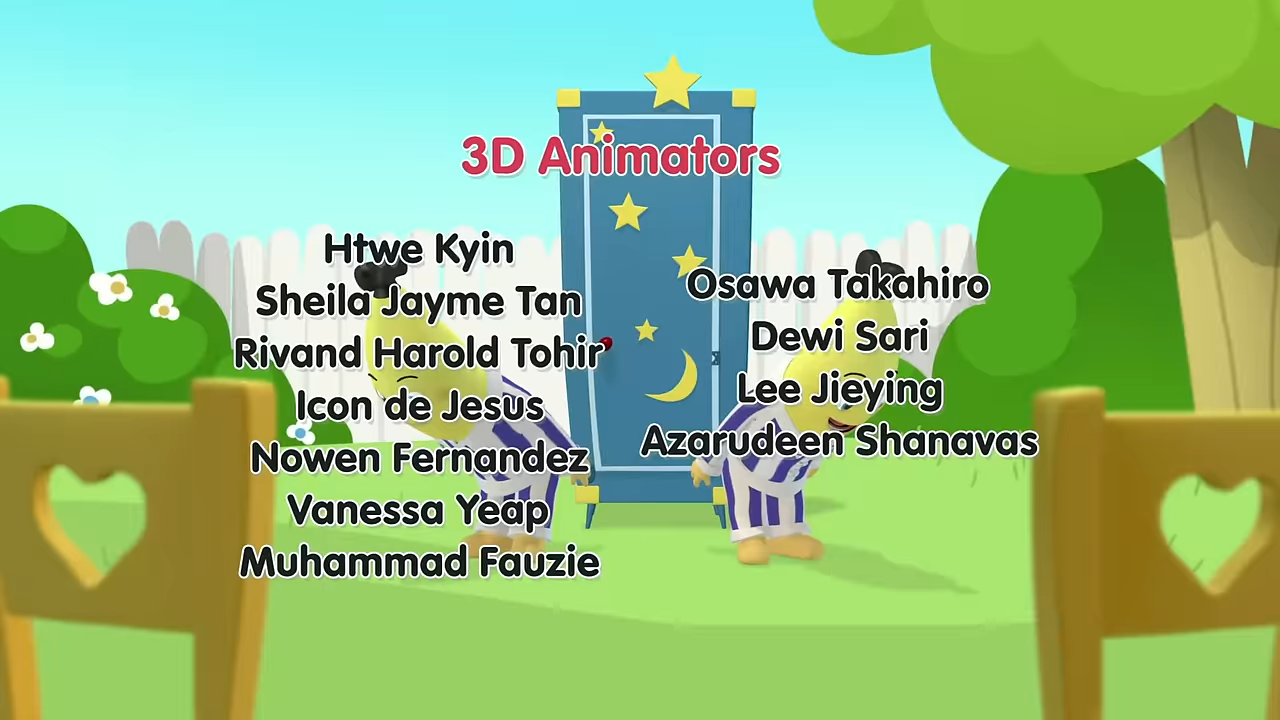 3D Animators
Htwe Kyin
Sheila Jayme Tan
Rivand Harold Tohir
Icon de Jesus
Nowen Fernandez
Vanessa Yeap
Muhammad Fauzie
Osawa Takahiro
Dewi Sari
Lee Jieying
Azarudeen Shanavas